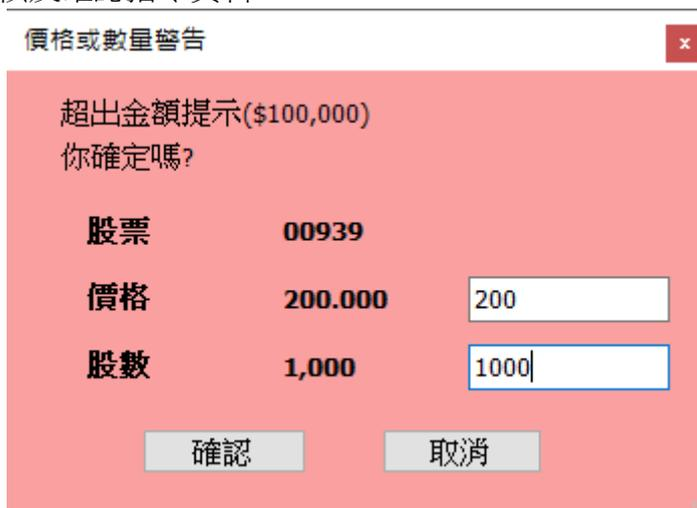 價格或數量警告
x
超出金額提示($100,000)
你確定嗎?
股票 00939
價格 200.000 200
股數 1,000 1000
確認 取消